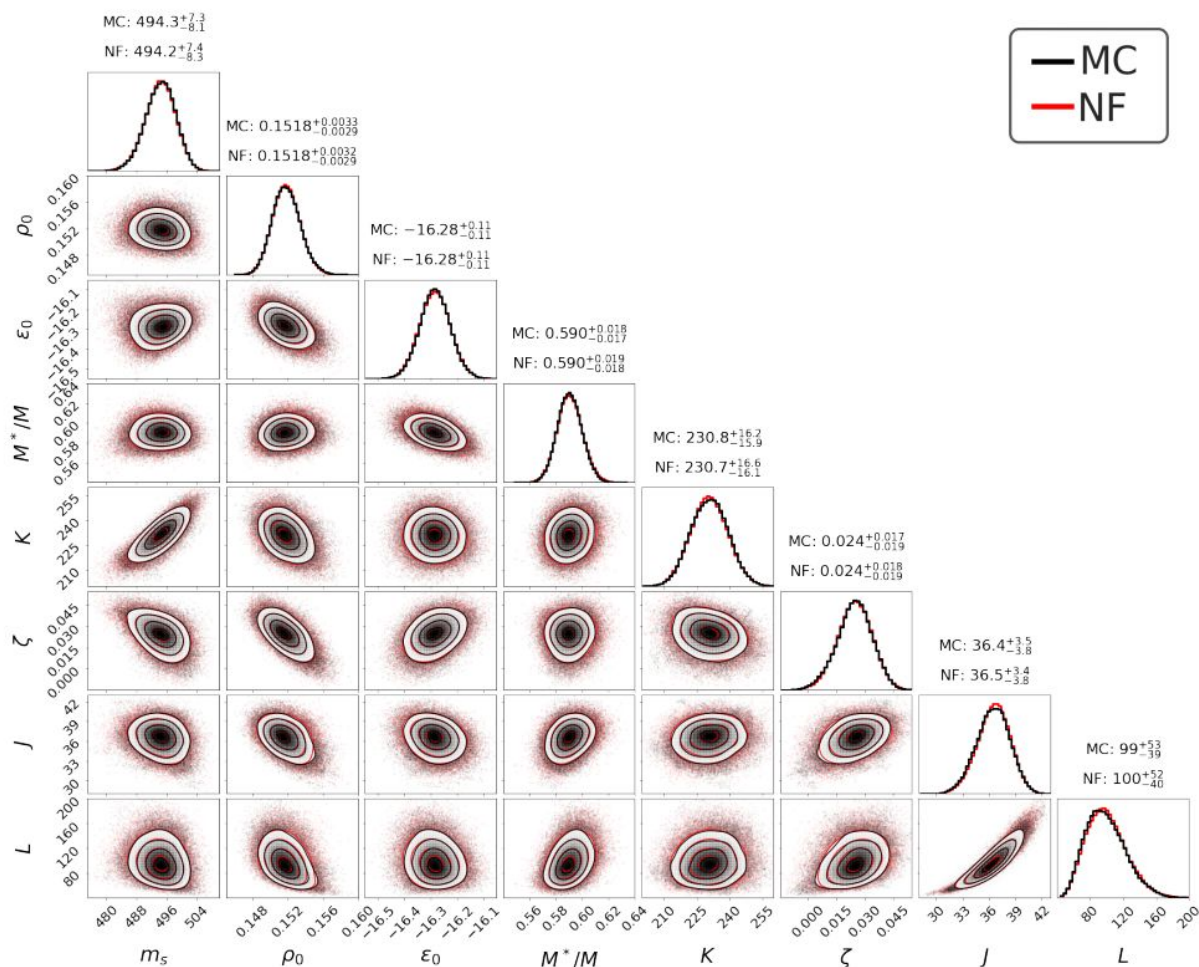 MC: 494.3 +7.3 −8.1
NF: 494.2 +7.4 −8.3
MC
NF
MC: 0.1518 +0.0033 −0.0029
NF: 0.1518 +0.0032 −0.0029
0.160
0.156
0.152
0.148
ρ0
MC: −16.28 +0.11 −0.11
NF: −16.28 +0.11 −0.11
−16.1
−16.2
−16.3
−16.4
−16.5
ε0
MC: 0.590 +0.018 −0.017
NF: 0.590 +0.019 −0.018
0.64
0.62
0.60
0.58
0.56
M*/M
MC: 230.8 +16.2 −15.9
NF: 230.7 +16.6 −16.1
255
240
225
210
K
MC: 0.024 +0.017 −0.019
NF: 0.024 +0.018 −0.019
0.045
0.030
0.015
0.000
ζ
MC: 36.4 +3.5 −3.8
NF: 36.5 +3.4 −3.8
42
39
36
33
30
J
MC: 99 +53 −39
NF: 100 +52 −40
200
160
120
80
L
480 488 496 504
0.148 0.152 0.156 0.160
−16.5 −16.4 −16.3 −16.2 −16.1
0.56 0.58 0.60 0.62 0.64
210 225 240 255
0.000 0.015 0.030 0.045
30 33 36 39 42
80 120 160 200
ms ρ0 ε0 M*/M K ζ J L